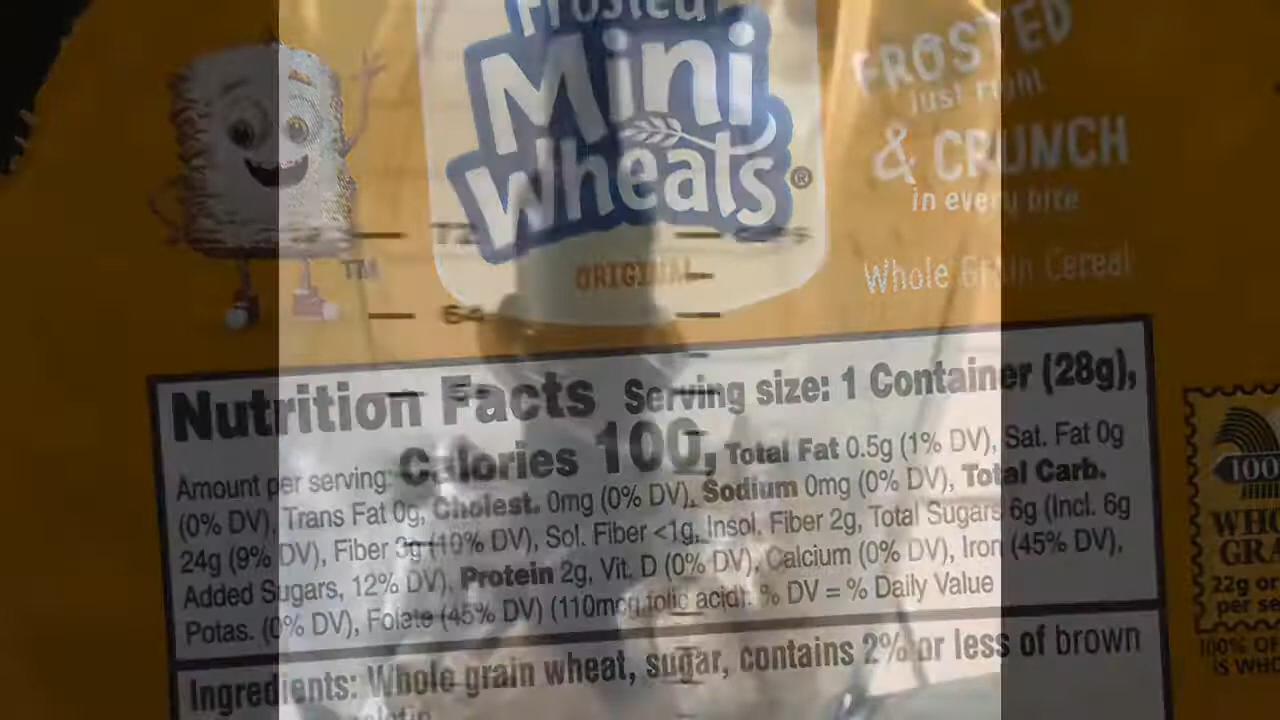 Frosted
Mini
Wheats®
ORIGINAL
FROSTED
just right
& CRUNCH
in every bite
Whole Grain Cereal
TM
72
64
Nutrition Facts Serving size: 1 Container (28g),
Amount per serving: Calories 100, Total Fat 0.5g (1% DV), Sat. Fat 0g
(0% DV), Trans Fat 0g, Cholest. 0mg (0% DV), Sodium 0mg (0% DV), Total Carb.
24g (9% DV), Fiber 3g (10% DV), Sol. Fiber <1g, Insol. Fiber 2g, Total Sugars 6g (Incl. 6g
Added Sugars, 12% DV), Protein 2g, Vit. D (0% DV), Calcium (0% DV), Iron (45% DV),
Potas. (0% DV), Folate (45% DV) (110mcg folic acid). % DV = % Daily Value
Ingredients: Whole grain wheat, sugar, contains 2% or less of brown
100
22g or
per se
100% OF
IS WHO